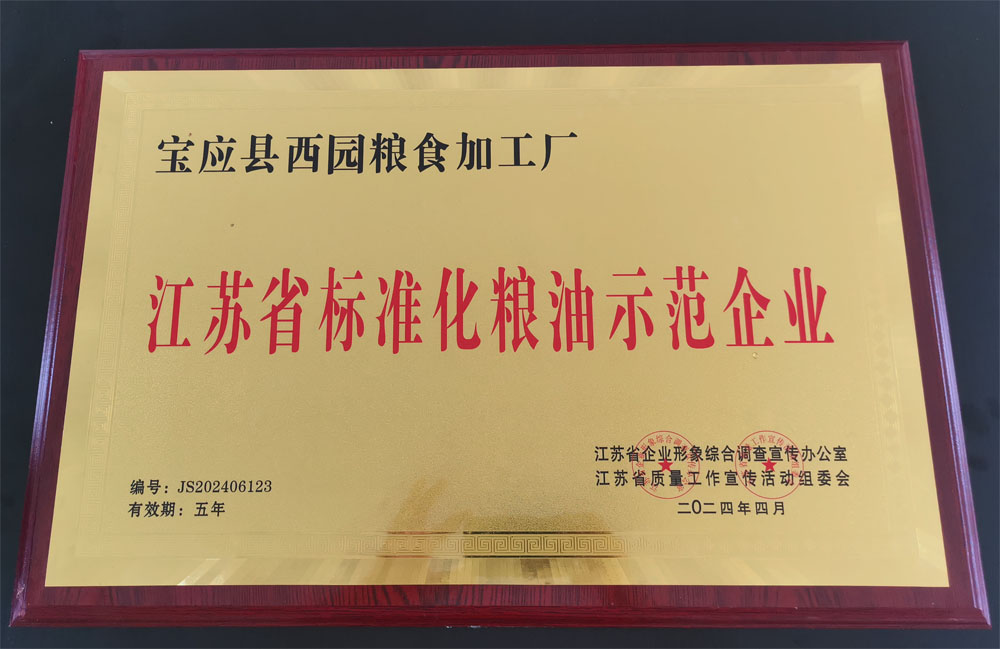 宝应县西园粮食加工厂
江苏省标准化粮油示范企业
编号：JS202406123
有效期：五年
江苏省企业形象综合调查宣传办公室
江苏省质量工作宣传活动组委会
二〇二四年四月